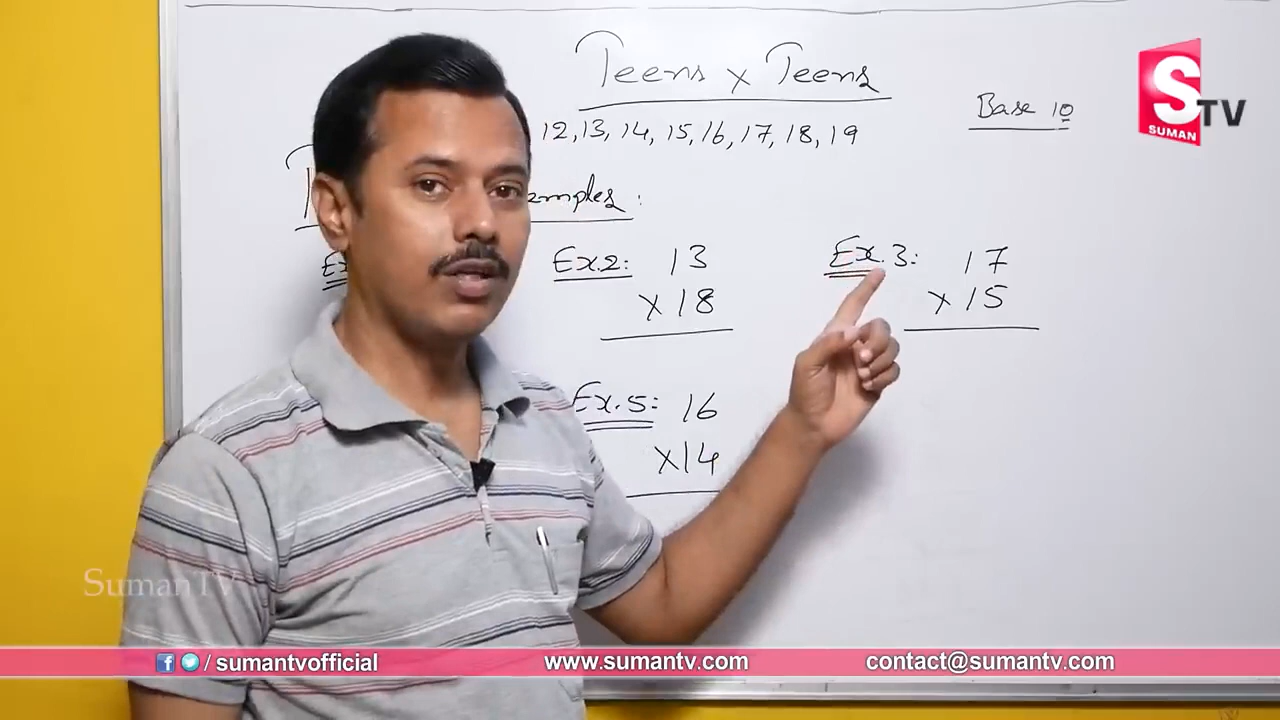 Teens x Teens
Base 10
S TV
SUMAN
12, 13, 14, 15, 16, 17, 18, 19
Ex.2: 13
x 18
Ex.3: 17
x 15
Ex.5: 16
x 14
SumanTV
/sumantvofficial
www.sumantv.com
contact@sumantv.com